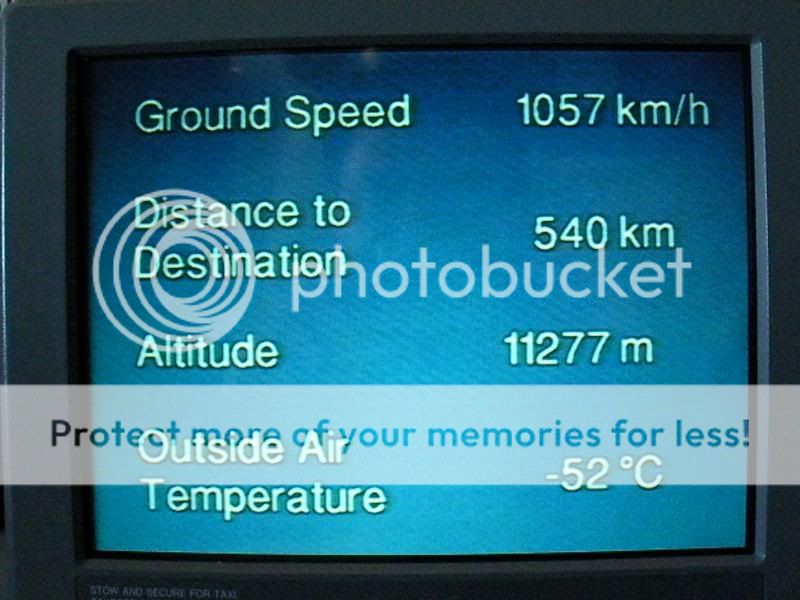 Ground Speed 1057 km/h
Distance to
Destination 540 km
photobucket
Altitude 11277 m
Protect more of your memories for less!
Outside Air
Temperature -52 °C
STOW AND SECURE FOR TAXI,